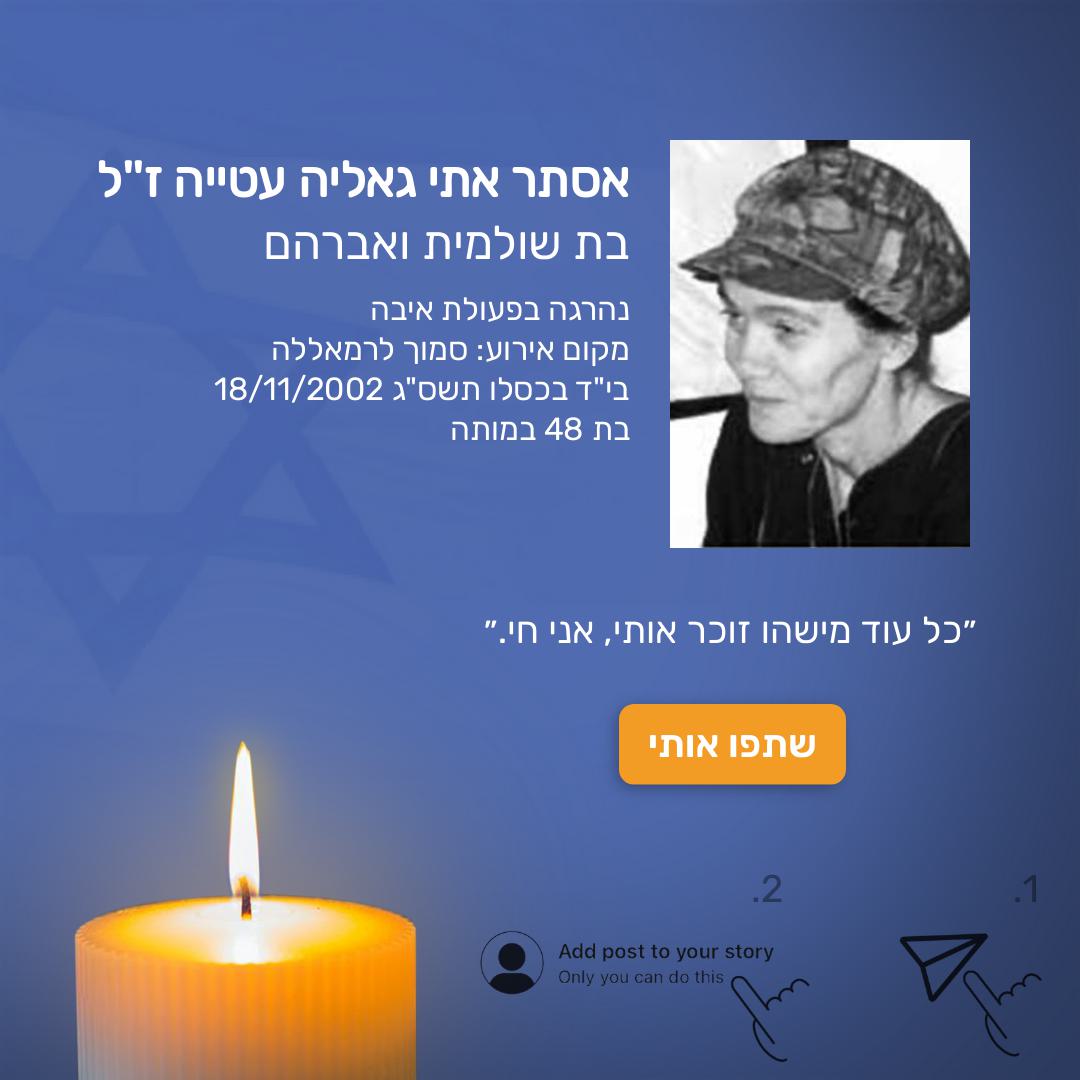 אסתר אתי גאליה עטייה ז"ל
בת שולמית ואברהם
נהרגה בפעולת איבה
מקום אירוע: סמוך לרמאללה
בי"ד בכסלו תשס"ג 18/11/2002
בת 48 במותה
״כל עוד מישהו זוכר אותי, אני חי.״
שתפו אותי
1.
2.
Add post to your story
Only you can do this